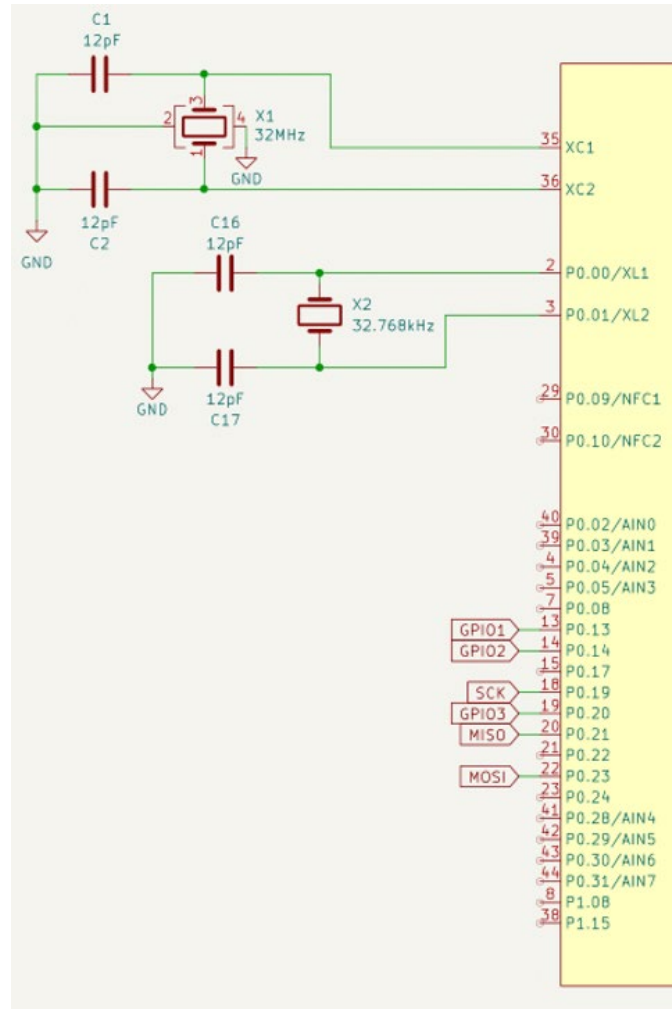 C1
12pF
3
2
4
X1
32MHz
1
GND
12pF
C2
GND
35 XC1
36 XC2
C16
12pF
2 P0.00/XL1
X2
32.768kHz
3 P0.01/XL2
12pF
C17
GND
29 P0.09/NFC1
30 P0.10/NFC2
40 P0.02/AIN0
39 P0.03/AIN1
4 P0.04/AIN2
5 P0.05/AIN3
7 P0.08
GPIO1 13 P0.13
GPIO2 14 P0.14
15 P0.17
SCK 18 P0.19
GPIO3 19 P0.20
MISO 20 P0.21
21 P0.22
MOSI 22 P0.23
23 P0.24
41 P0.28/AIN4
42 P0.29/AIN5
43 P0.30/AIN6
44 P0.31/AIN7
8 P1.08
38 P1.15